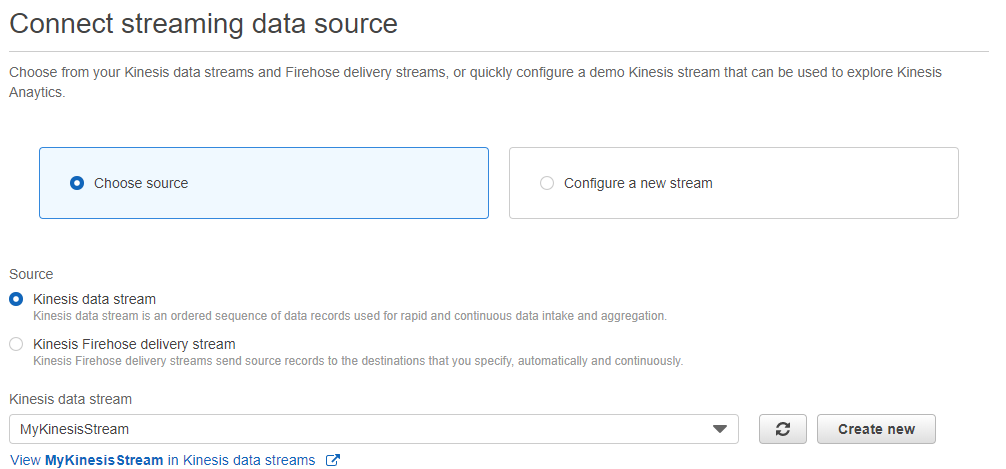 Connect streaming data source
Choose from your Kinesis data streams and Firehose delivery streams, or quickly configure a demo Kinesis stream that can be used to explore Kinesis
Anaytics.
Choose source
Configure a new stream
Source
Kinesis data stream
Kinesis data stream is an ordered sequence of data records used for rapid and continuous data intake and aggregation.
Kinesis Firehose delivery stream
Kinesis Firehose delivery streams send source records to the destinations that you specify, automatically and continuously.
Kinesis data stream
MyKinesisStream
Create new
View MyKinesisStream in Kinesis data streams